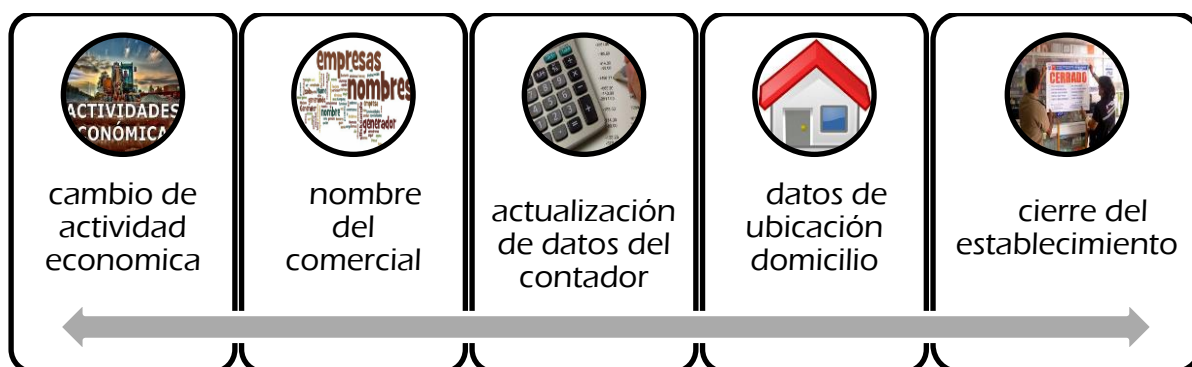 ACTIVIDADES
CONÓMICA
empresas
nombres
nombre
generador
CERRADO
cambio de
actividad
economica
nombre
del
comercial
actualización
de datos del
contador
datos de
ubicación
domicilio
cierre del
establecimiento